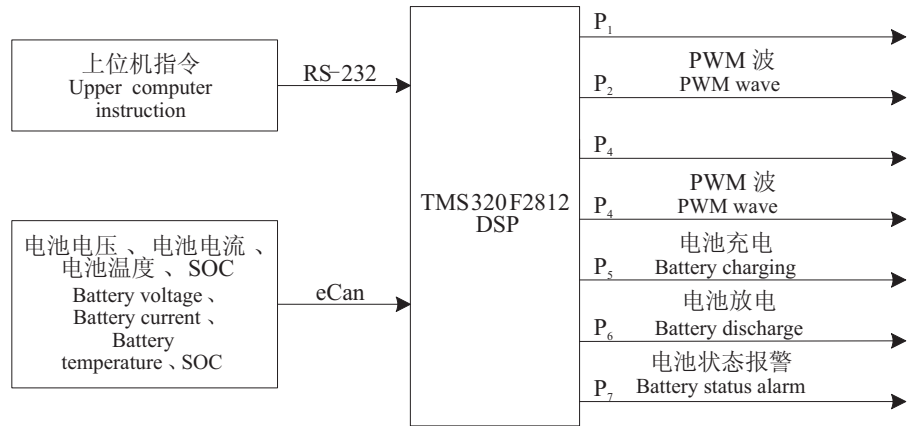 上位机指令
Upper computer
instruction
RS-232
电池电压 、 电池电流 、
电池温度 、 SOC
Battery voltage 、
Battery current 、
Battery
temperature 、 SOC
eCan
TMS320F2812
DSP
P1
PWM 波
P2 PWM wave
P4
PWM 波
P4 PWM wave
电池充电
P5 Battery charging
电池放电
P6 Battery discharge
电池状态报警
P7 Battery status alarm